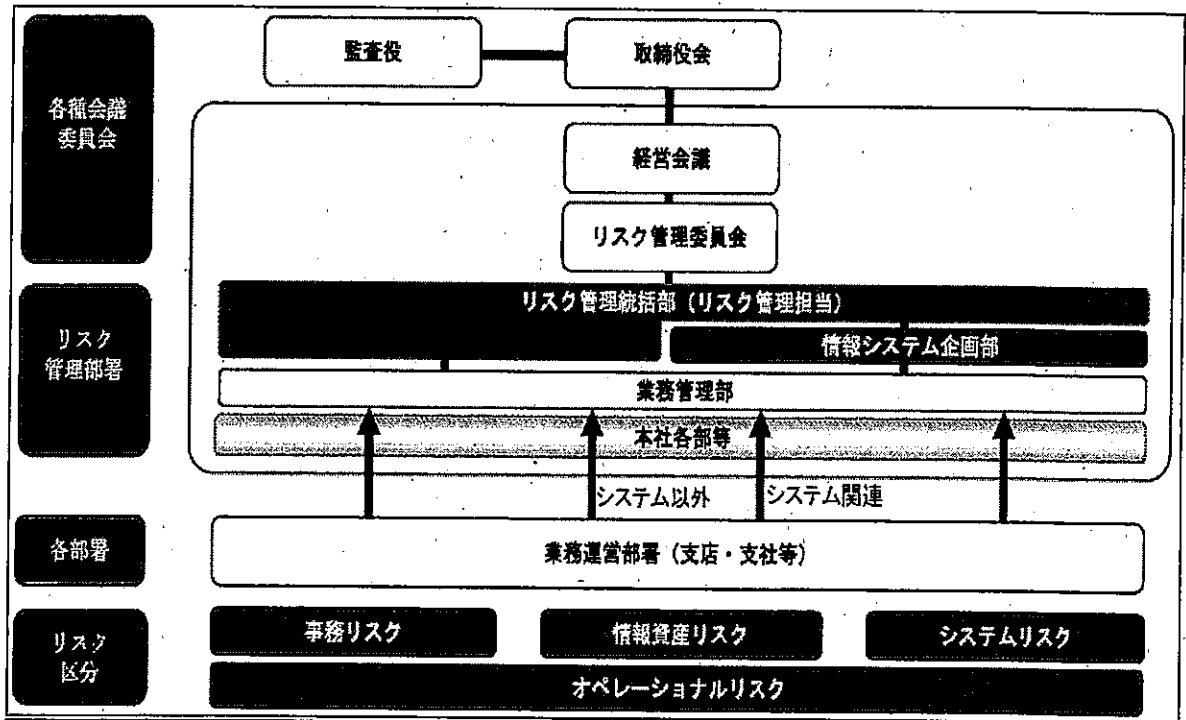 各種会議
委員会
監査役
取締役会
経営会議
リスク管理委員会
リスク
管理部署
リスク管理統括部（リスク管理担当）
情報システム企画部
業務管理部
本社各部等
システム以外
システム関連
各部署
業務運営部署（支店・支社等）
リスク
区分
事務リスク
情報資産リスク
システムリスク
オペレーショナルリスク